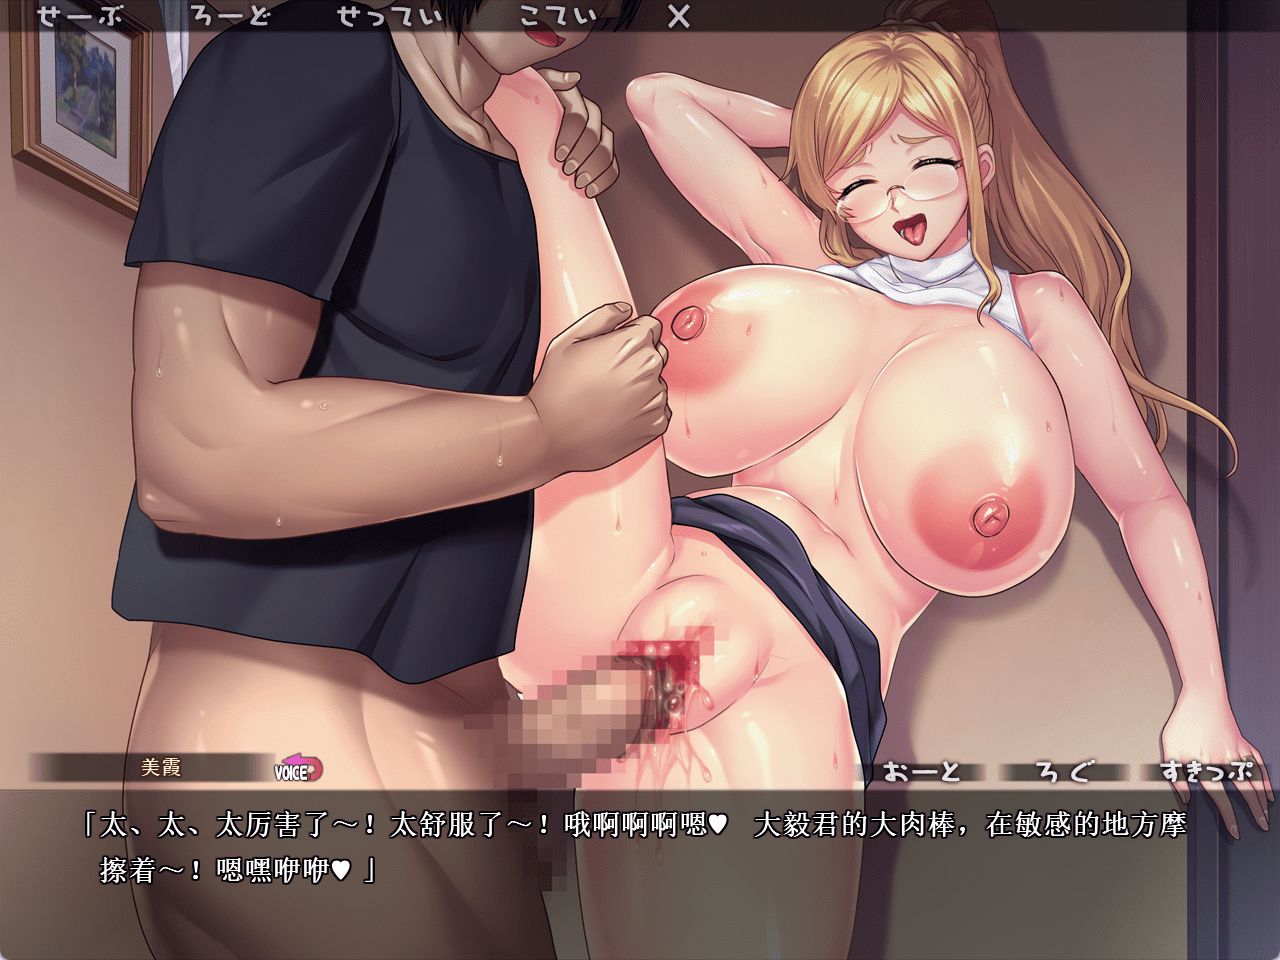 せーぶ ろーど せってい こてい X
美霞
VOICE
おーと ろぐ すきっぷ
「太、太、太厉害了～！太舒服了～！哦啊啊啊嗯♥ 大毅君的大肉棒，在敏感的地方摩
擦着～！嗯嘿咿咿♥」